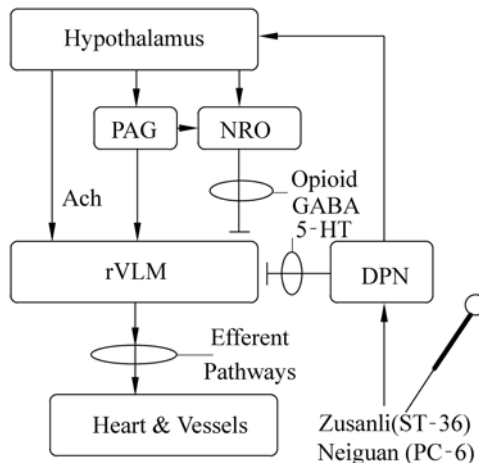 Hypothalamus
PAG
NRO
Ach
Opioid
GABA
5-HT
rVLM
DPN
Efferent
Pathways
Heart & Vessels
Zusanli(ST-36)
Neiguan (PC-6)